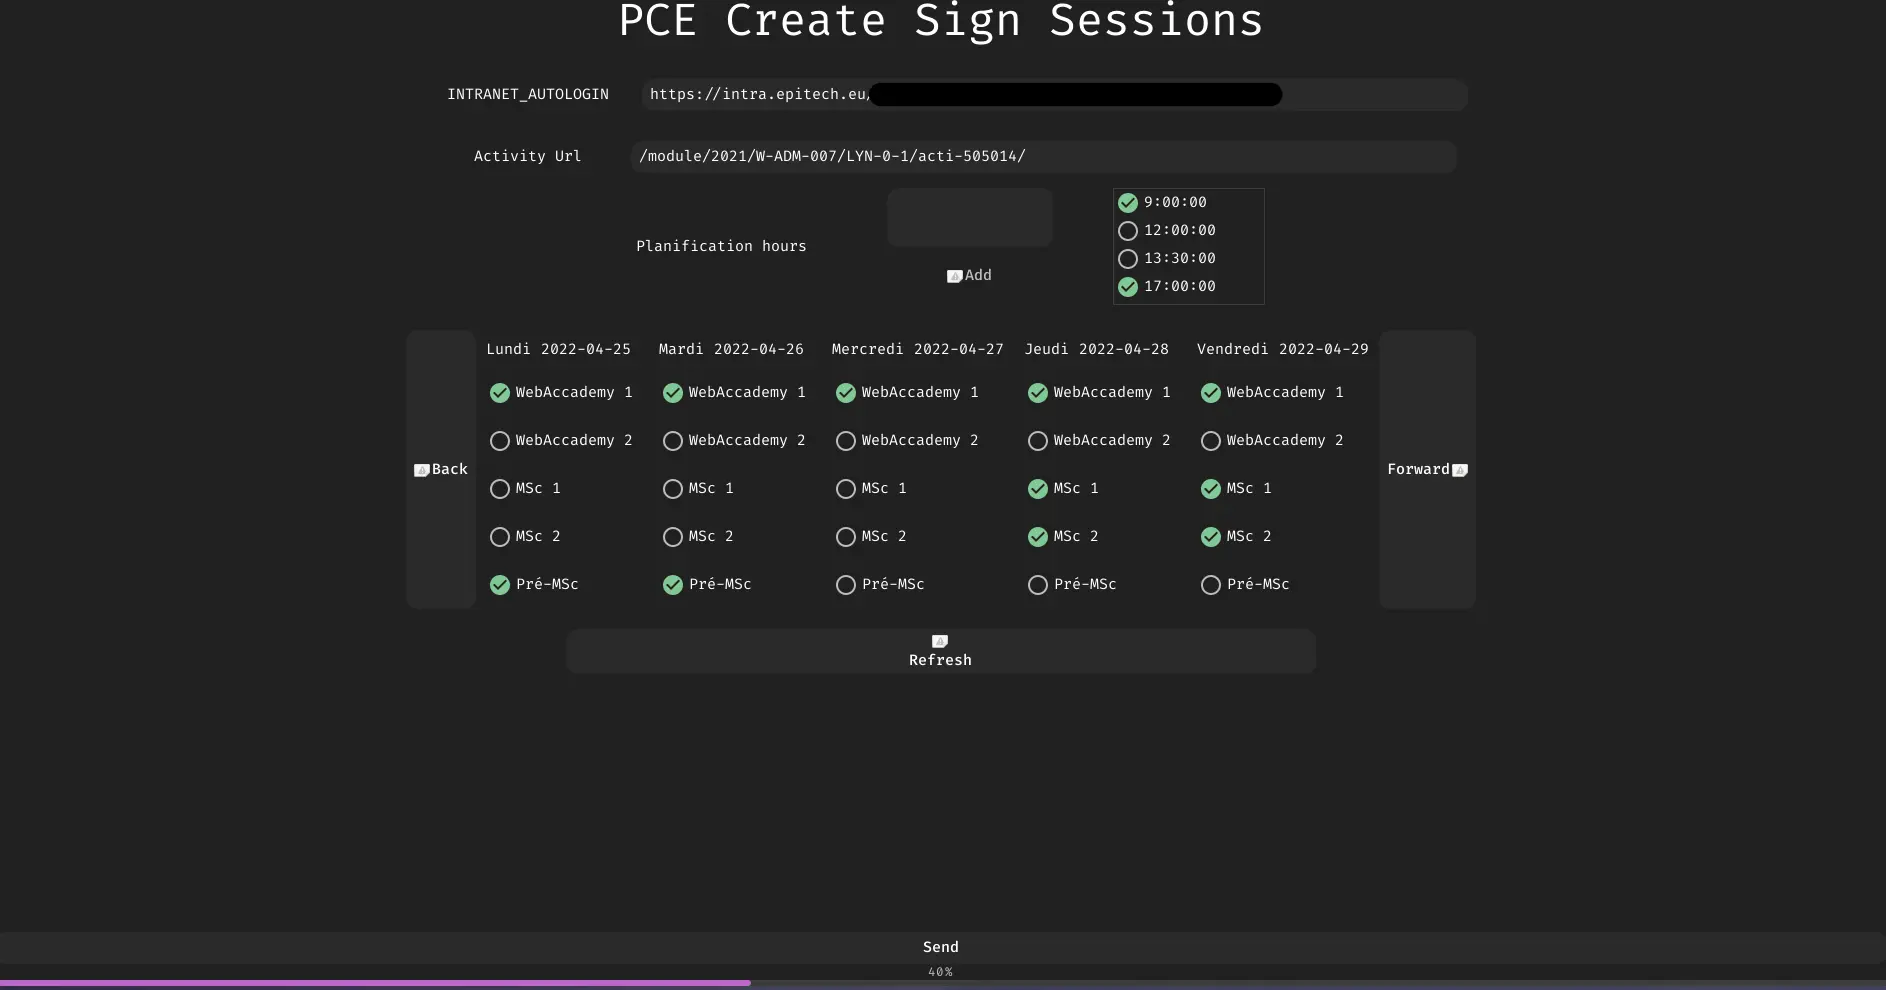 PCE Create Sign Sessions
INTRANET_AUTOLOGIN https://intra.epitech.eu/
Activity Url /module/2021/W-ADM-007/LYN-0-1/acti-505014/
Planification hours
Add
9:00:00
12:00:00
13:30:00
17:00:00
Back
Lundi 2022-04-25 Mardi 2022-04-26 Mercredi 2022-04-27 Jeudi 2022-04-28 Vendredi 2022-04-29
WebAccademy 1 WebAccademy 1 WebAccademy 1 WebAccademy 1 WebAccademy 1
WebAccademy 2 WebAccademy 2 WebAccademy 2 WebAccademy 2 WebAccademy 2
MSc 1 MSc 1 MSc 1 MSc 1 MSc 1
MSc 2 MSc 2 MSc 2 MSc 2 MSc 2
Pré-MSc Pré-MSc Pré-MSc Pré-MSc Pré-MSc
Forward
Refresh
Send
40%